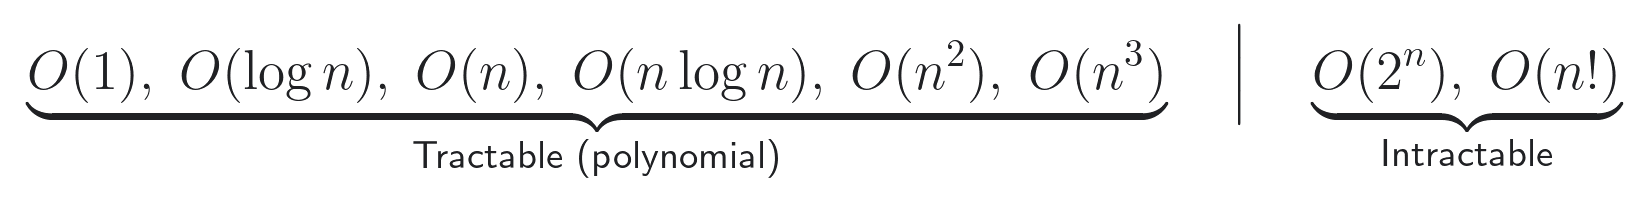 O(1), O(log n), O(n), O(n log n), O(n²), O(n³) | O(2ⁿ), O(n!)
Tractable (polynomial) Intractable